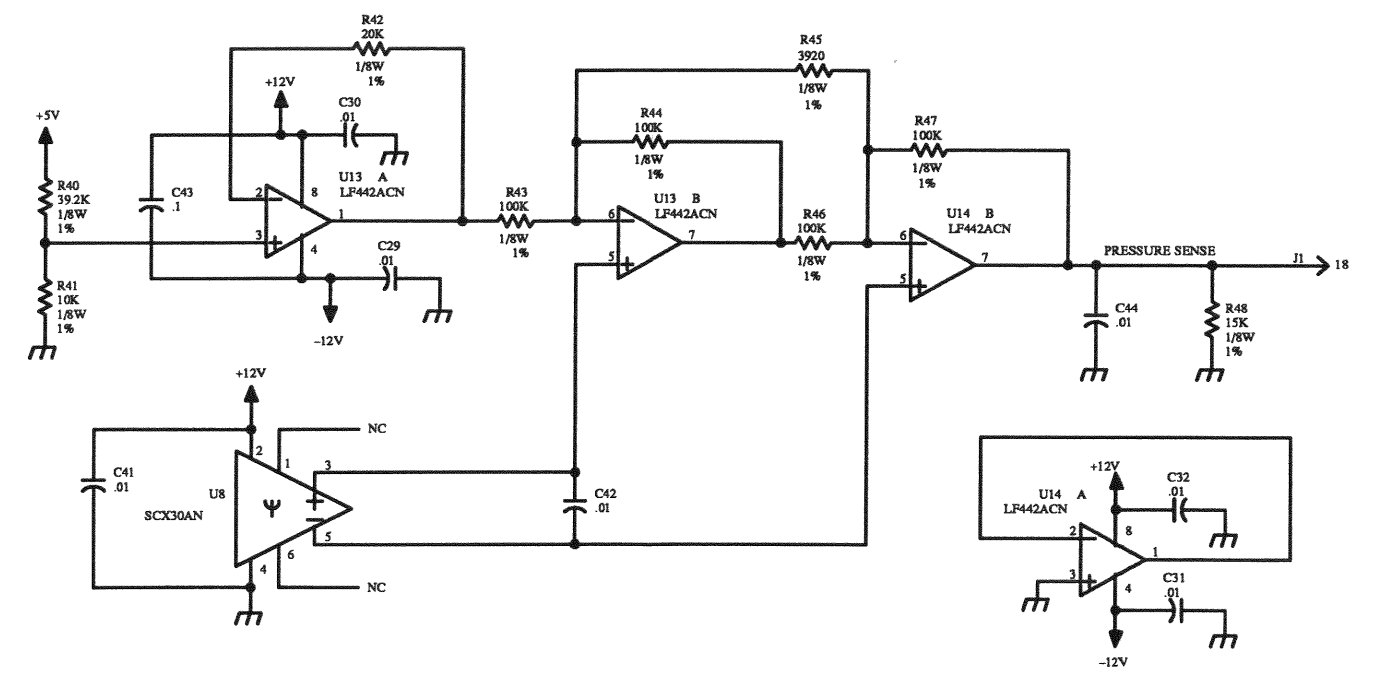 R42
20K
1/8W
1%
+12V
C30
.01
+5V
R40
39.2K
1/8W
1%
C43
.1
U13 A
LF442ACN
2
8
3
1
4
C29
.01
-12V
R41
10K
1/8W
1%
R43
100K
1/8W
1%
R44
100K
1/8W
1%
R45
3920
1/8W
1%
U13 B
LF442ACN
6
5
7
R46
100K
1/8W
1%
R47
100K
1/8W
1%
U14 B
LF442ACN
6
5
7
PRESSURE SENSE
J1
18
C44
.01
R48
15K
1/8W
1%
+12V
C41
.01
U8
SCX30AN
Ψ
2
1
NC
3
5
6
4
NC
C42
.01
+12V
C32
.01
U14 A
LF442ACN
2
8
3
1
4
C31
.01
-12V